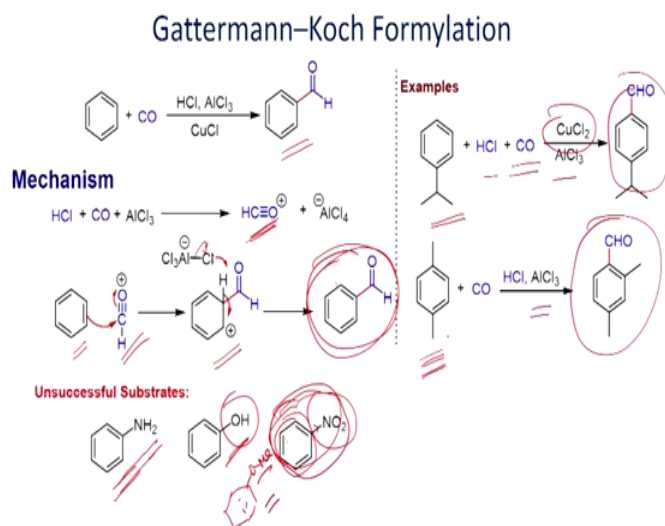 Gattermann–Koch Formylation
O
H
+ CO
HCl, AlCl3
CuCl
Mechanism
HCl + CO + AlCl3
HC≡O⊕ + ⊖AlCl4
⊖
Cl3Al—Cl
H
O
H
⊕
O
C
H
⊕
O
H
Unsuccessful Substrates:
NH2
OH
NO2
O-Me
Examples
+ HCl + CO
CuCl2
AlCl3
CHO
+ CO
HCl, AlCl3
CHO